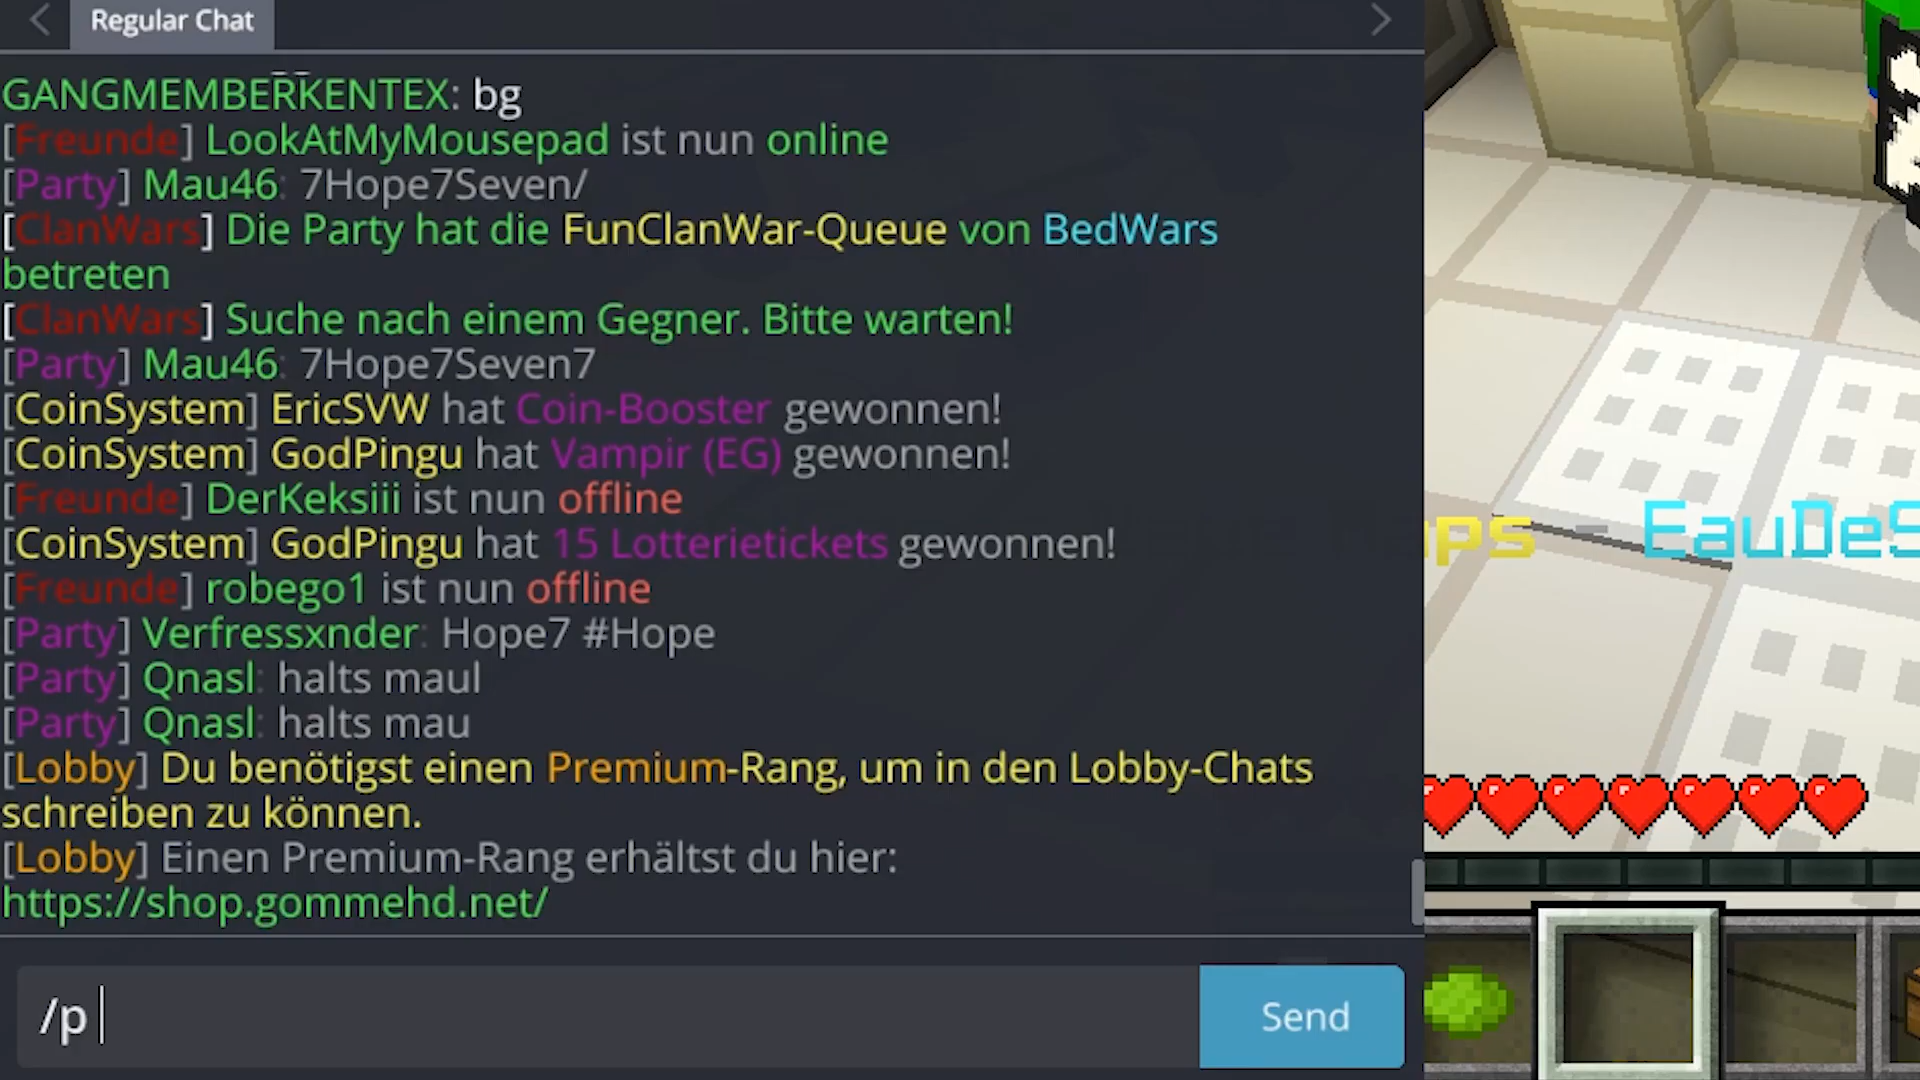 Regular Chat
GANGMEMBERKENTEX: bg
[Freunde] LookAtMyMousepad ist nun online
[Party] Mau46: 7Hope7Seven/
[ClanWars] Die Party hat die FunClanWar-Queue von BedWars
betreten
[ClanWars] Suche nach einem Gegner. Bitte warten!
[Party] Mau46: 7Hope7Seven7
[CoinSystem] EricSVW hat Coin-Booster gewonnen!
[CoinSystem] GodPingu hat Vampir (EG) gewonnen!
[Freunde] DerKeksiii ist nun offline
[CoinSystem] GodPingu hat 15 Lotterietickets gewonnen!
[Freunde] robego1 ist nun offline
[Party] Verfressxnder: Hope7 #Hope
[Party] Qnasl: halts maul
[Party] Qnasl: halts mau
[Lobby] Du benötigst einen Premium-Rang, um in den Lobby-Chats
schreiben zu können.
[Lobby] Einen Premium-Rang erhältst du hier:
https://shop.gommehd.net/
/p
Send
ps - EauDeS